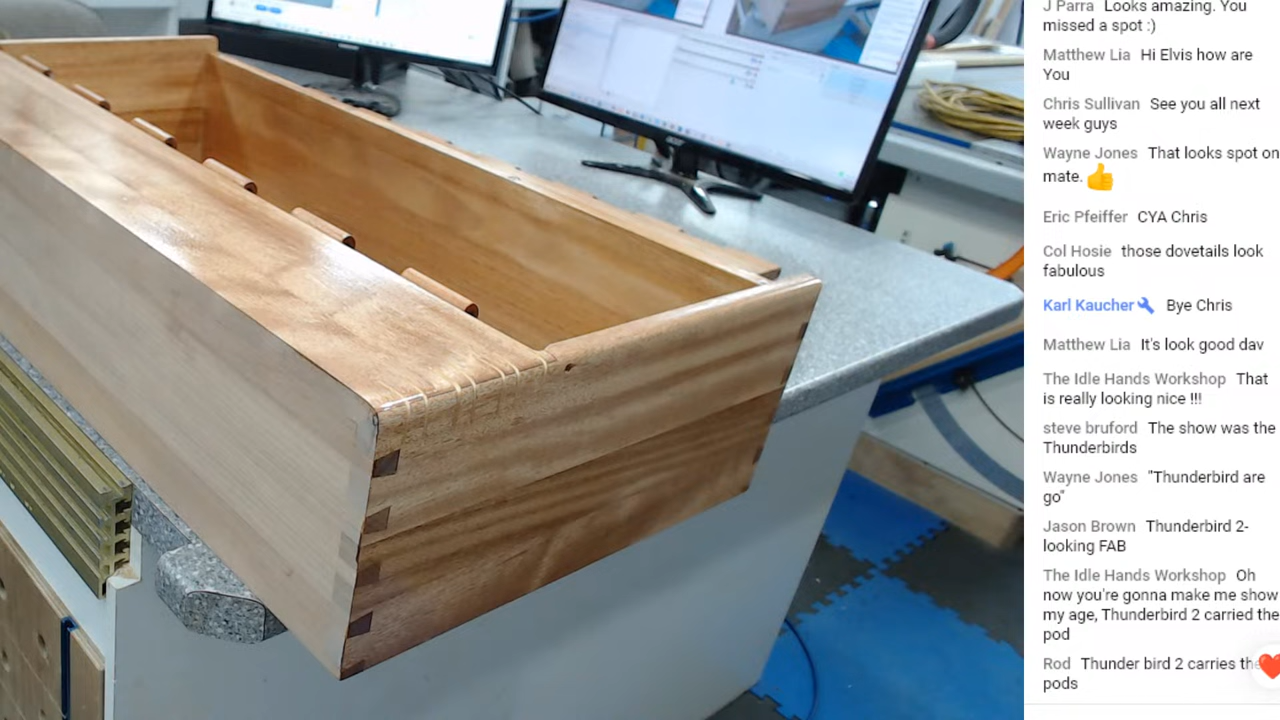 J Parra Looks amazing. You
missed a spot :)
Matthew Lia Hi Elvis how are
You
Chris Sullivan See you all next
week guys
Wayne Jones That looks spot on
mate. 👍
Eric Pfeiffer CYA Chris
Col Hosie those dovetails look
fabulous
Karl Kaucher Bye Chris
Matthew Lia It's look good dav
The Idle Hands Workshop That
is really looking nice !!!
steve bruford The show was the
Thunderbirds
Wayne Jones "Thunderbird are
go"
Jason Brown Thunderbird 2-
looking FAB
The Idle Hands Workshop Oh
now you're gonna make me show
my age, Thunderbird 2 carried the
pod
Rod Thunder bird 2 carries the
pods